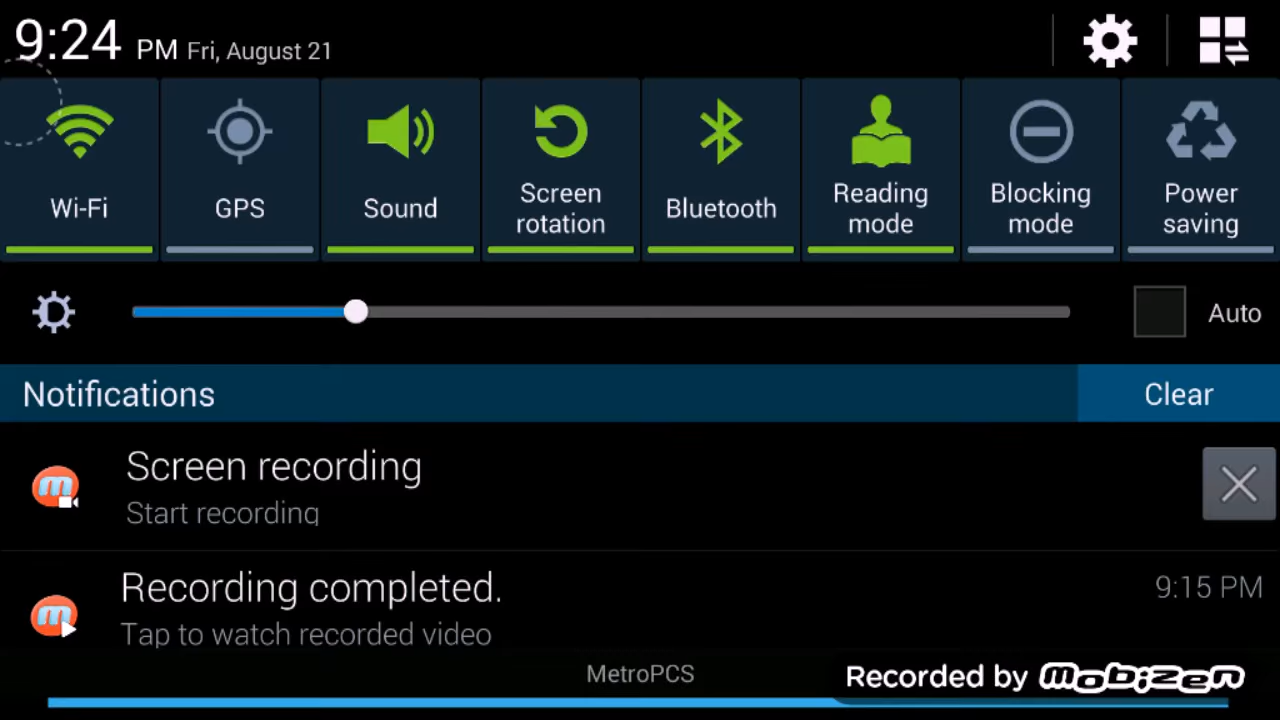 9:24 PM Fri, August 21
Wi-Fi
GPS
Sound
Screen
rotation
Bluetooth
Reading
mode
Blocking
mode
Power
saving
Auto
Notifications
Clear
Screen recording
Start recording
Recording completed.
9:15 PM
Tap to watch recorded video
MetroPCS
Recorded by mobizen